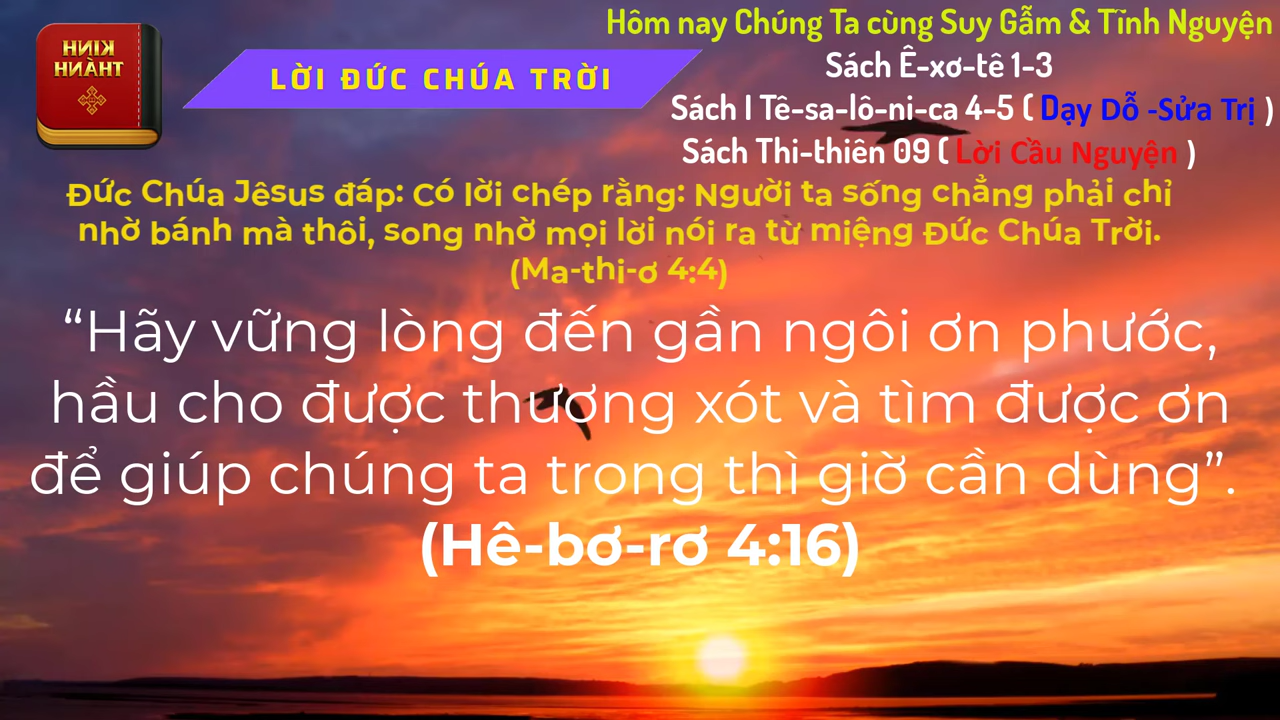 KINH
THÁNH
LỜI ĐỨC CHÚA TRỜI
Hôm nay Chúng Ta cùng Suy Gẫm & Tĩnh Nguyện
Sách Ê-xơ-tê 1-3
Sách I Tê-sa-lô-ni-ca 4-5 ( Dạy Dỗ -Sửa Trị )
Sách Thi-thiên 09 ( Lời Cầu Nguyện )
Đức Chúa Jêsus đáp: Có lời chép rằng: Người ta sống chẳng phải chỉ
nhờ bánh mà thôi, song nhờ mọi lời nói ra từ miệng Đức Chúa Trời.
(Ma-thi-ơ 4:4)
“Hãy vững lòng đến gần ngôi ơn phước,
hầu cho được thương xót và tìm được ơn
để giúp chúng ta trong thì giờ cần dùng”.
(Hê-bơ-rơ 4:16)